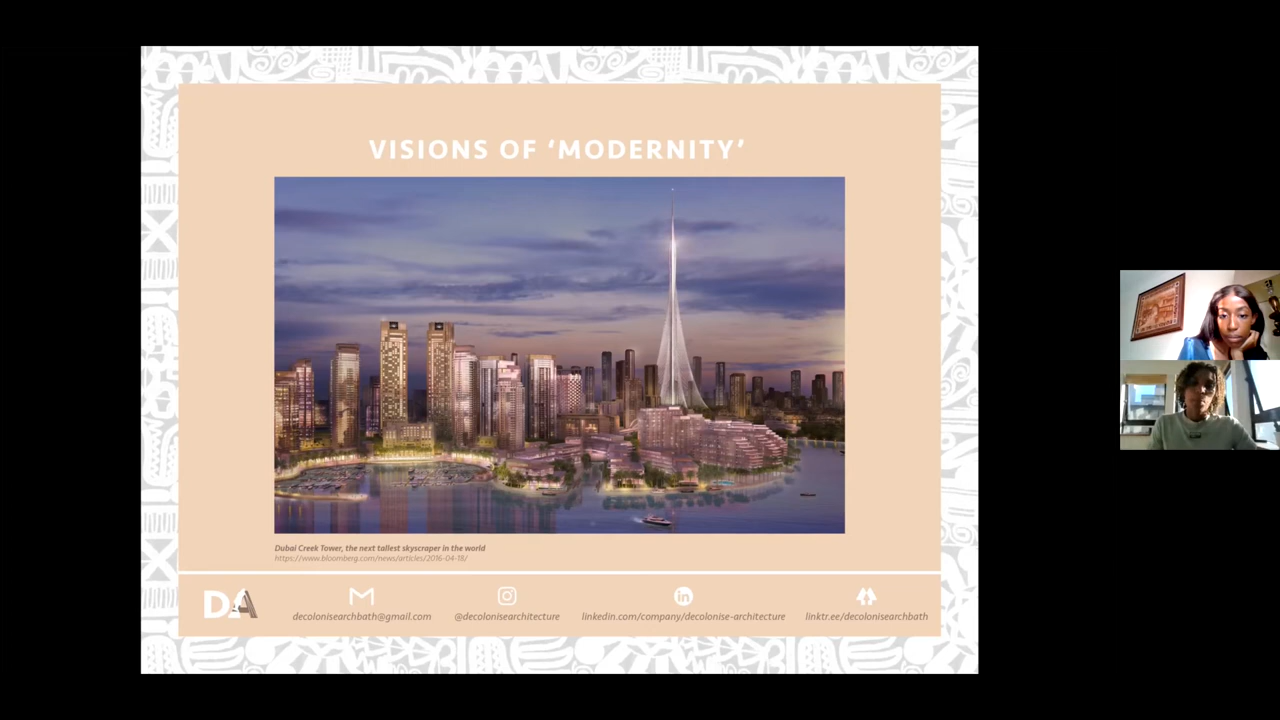 VISIONS OF ‘MODERNITY’
Dubai Creek Tower, the next tallest skyscraper in the world
https://www.bloomberg.com/news/articles/2016-04-18/
DA
decolonisearchbath@gmail.com
@decolonisearchitecture
linkedin.com/company/decolonise-architecture
linktr.ee/decolonisearchbath